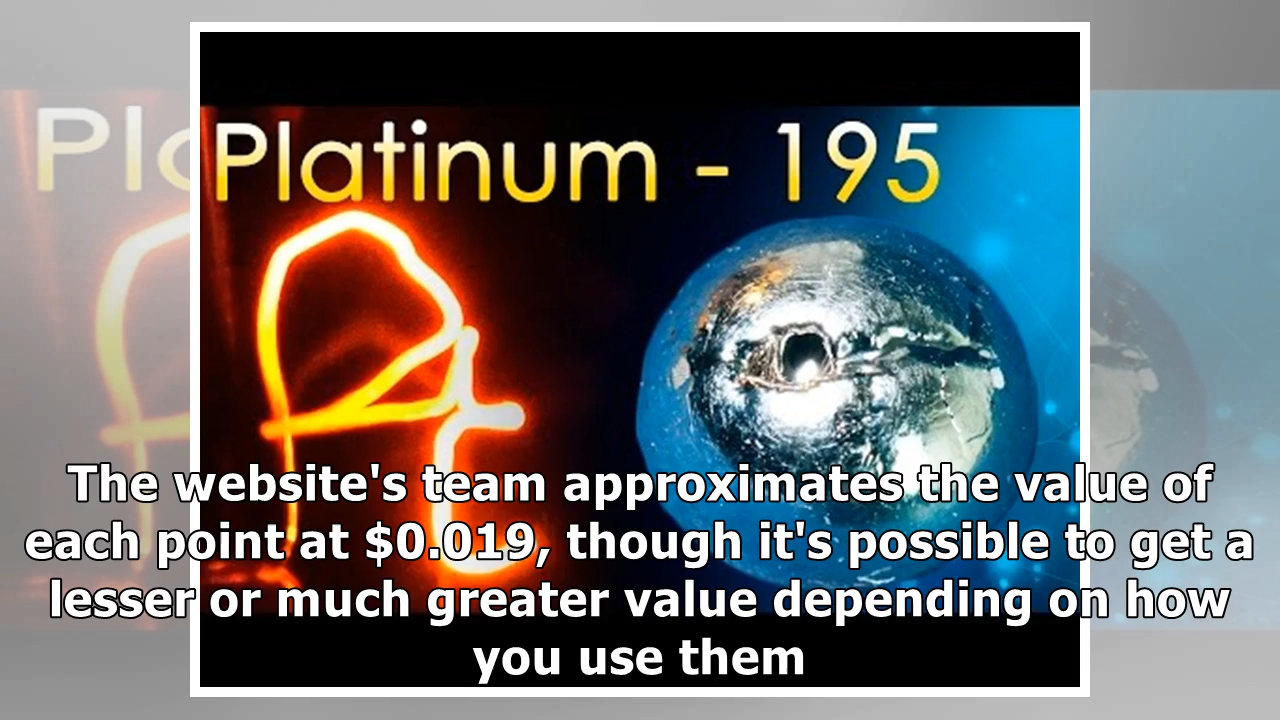 Platinum - 195
Pt
The website's team approximates the value of
each point at $0.019, though it's possible to get a
lesser or much greater value depending on how
you use them